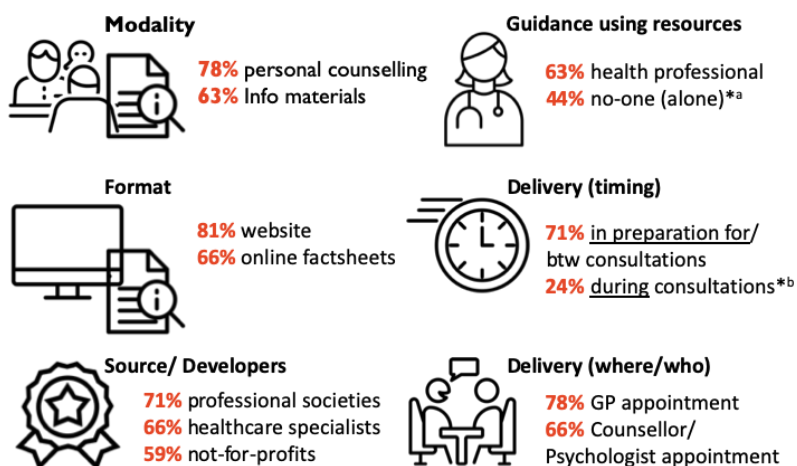 Modality
78% personal counselling
63% Info materials
Guidance using resources
63% health professional
44% no-one (alone)*a
Format
81% website
66% online factsheets
Delivery (timing)
71% in preparation for/
btw consultations
24% during consultations*b
Source/ Developers
71% professional societies
66% healthcare specialists
59% not-for-profits
Delivery (where/who)
78% GP appointment
66% Counsellor/
Psychologist appointment